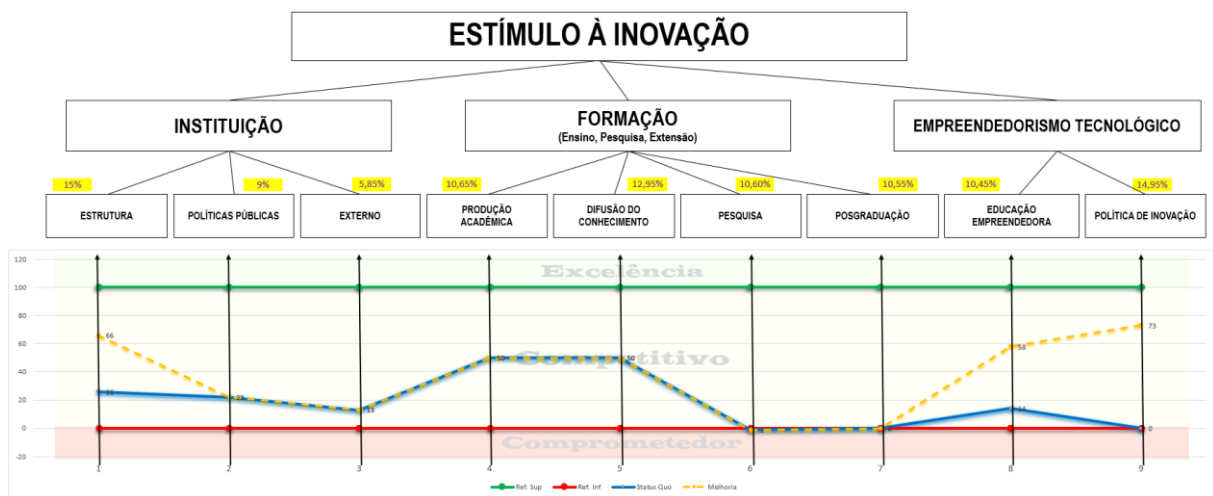 ESTÍMULO À INOVAÇÃO
INSTITUIÇÃO
FORMAÇÃO
(Ensino, Pesquisa, Extensão)
EMPREENDEDORISMO TECNOLÓGICO
15%
9%
5,85%
10,65%
12,95%
10,60%
10,55%
10,45%
14,95%
ESTRUTURA
POLÍTICAS PÚBLICAS
EXTERNO
PRODUÇÃO
ACADÊMICA
DIFUSÃO DO
CONHECIMENTO
PESQUISA
POSGRADUAÇÃO
EDUCAÇÃO
EMPREENDEDORA
POLÍTICA DE INOVAÇÃO
120
Excelência
100
80
73
66
60
58
Competitivo
50
50
40
26
20
13
14
0
0
Comprometedor
-20
1
2
3
4
5
6
7
8
9
Ref. Sup
Ref. Inf
Status Quo
Melhoria